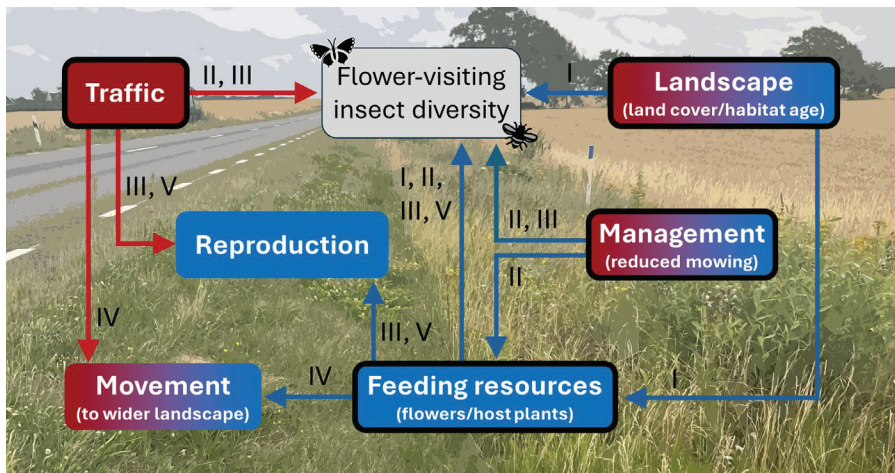 II, III
Traffic
Flower-visiting
insect diversity
I
Landscape
(land cover/habitat age)
III, V
I, II,
III, V
Reproduction
II, III
Management
(reduced mowing)
II
IV
III, V
Movement
(to wider landscape)
IV
Feeding resources
(flowers/host plants)
I